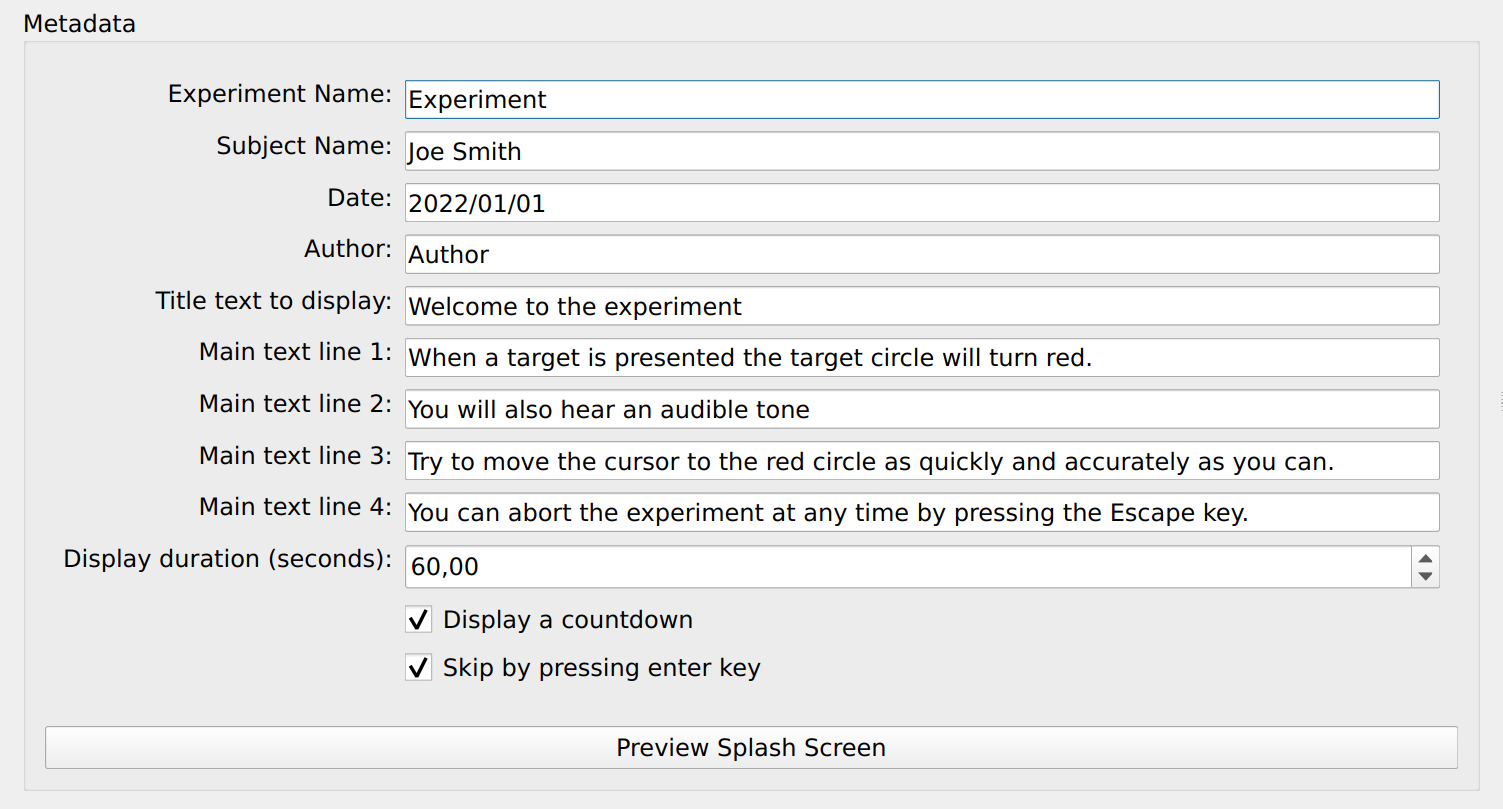 Metadata
Experiment Name: Experiment
Subject Name: Joe Smith
Date: 2022/01/01
Author: Author
Title text to display: Welcome to the experiment
Main text line 1: When a target is presented the target circle will turn red.
Main text line 2: You will also hear an audible tone
Main text line 3: Try to move the cursor to the red circle as quickly and accurately as you can.
Main text line 4: You can abort the experiment at any time by pressing the Escape key.
Display duration (seconds): 60,00
Display a countdown
Skip by pressing enter key
Preview Splash Screen